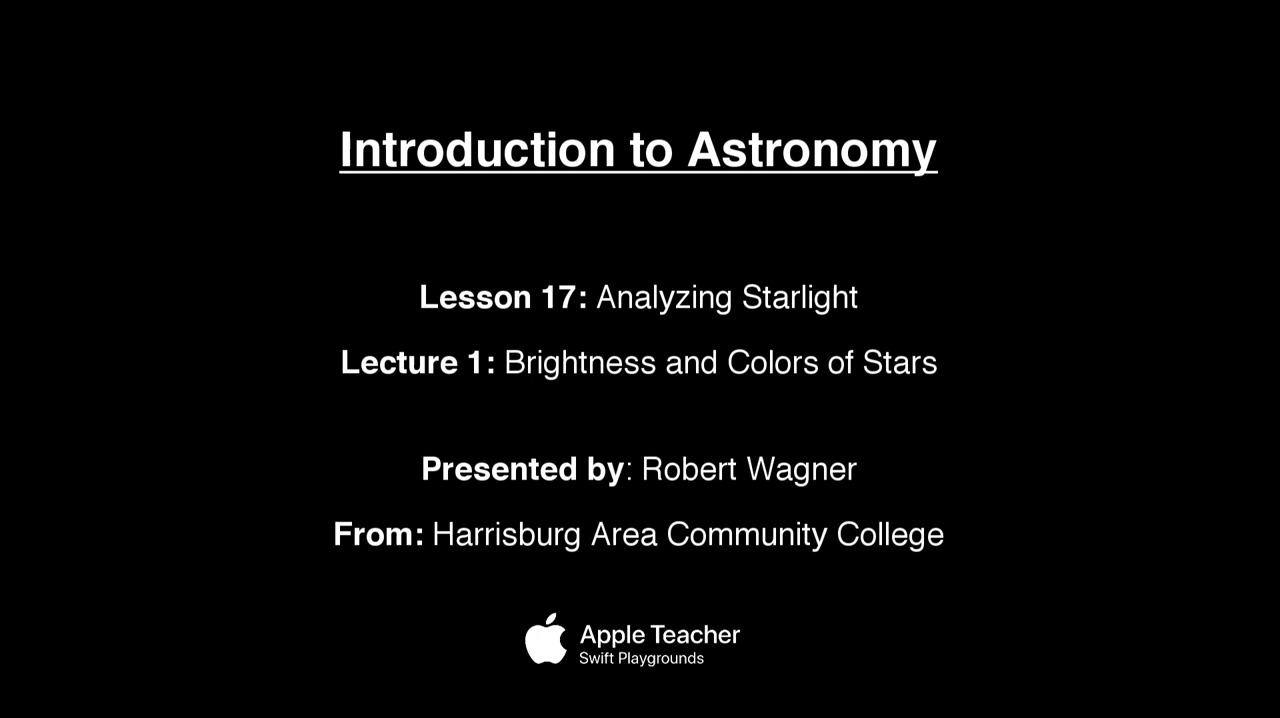 Introduction to Astronomy
Lesson 17: Analyzing Starlight
Lecture 1: Brightness and Colors of Stars
Presented by: Robert Wagner
From: Harrisburg Area Community College
Apple Teacher
Swift Playgrounds